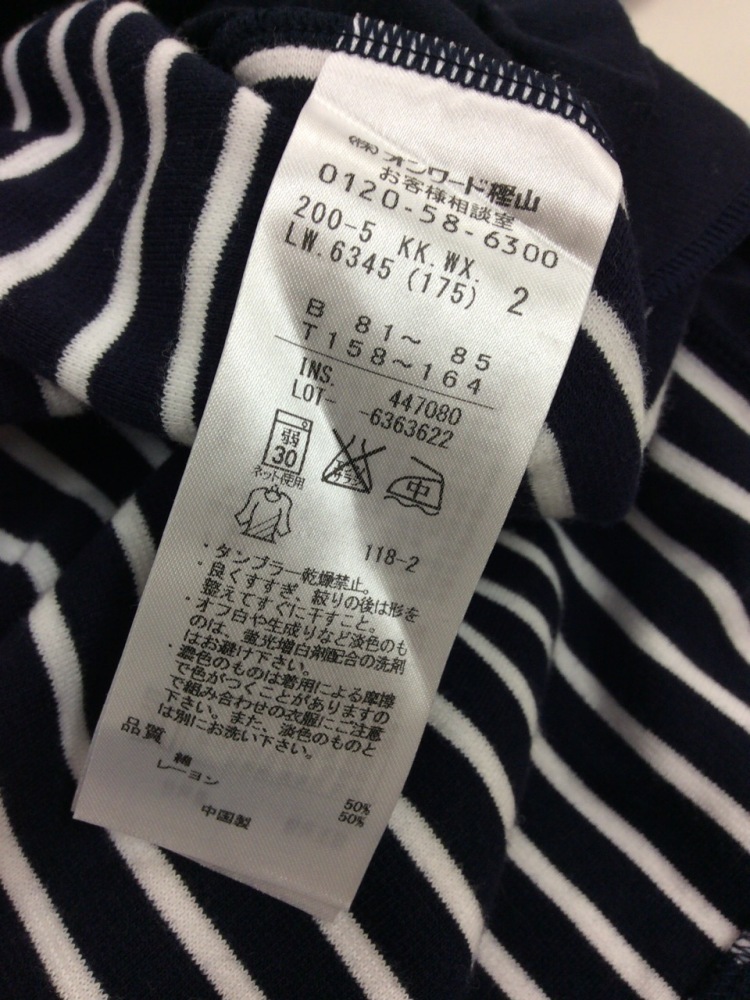 (株)オンワード樫山
お客様相談室
0120-58-6300
200-5 KK.WX.
LW.6345 (175) 2
B 81〜 85
T158〜164
INS. 447080
LOT- -6363622
弱
30
ネット使用
エンソ
サラシ
中
118-2
・タンブラー乾燥禁止。
・良くすすぎ 絞りの後は形を
整えてすぐに干すこと。
・オフ白や生成りなど淡色のも
のは、蛍光増白剤配合の洗剤
はお避け下さい。
・濃色のものは着用による摩擦
で色がつくことがありますの
で組み合わせの衣服にご注意
下さい。また、淡色のものと
は別にお洗い下さい。
品質
綿 50%
レーヨン 50%
中国製